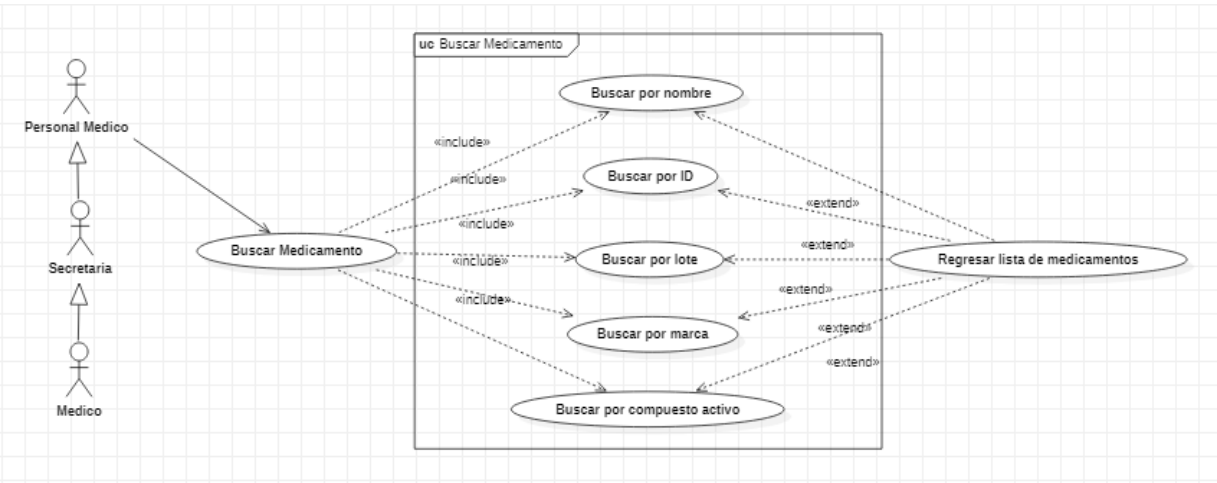 uc Buscar Medicamento
Buscar por nombre
Personal Medico
«include»
«include»
Buscar por ID
«extend»
«include»
Secretaria
Buscar Medicamento
«extend»
«include»
Buscar por lote
Regresar lista de medicamentos
«extend»
«include»
Buscar por marca
«extend»
«extend»
Medico
Buscar por compuesto activo